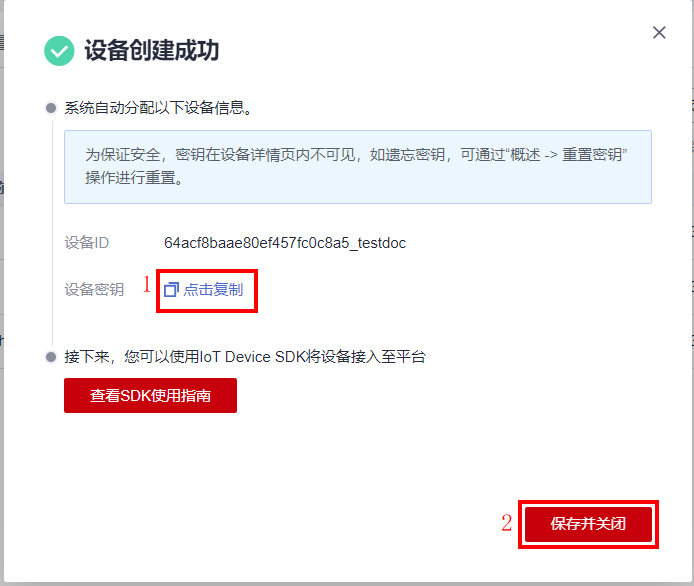 设备创建成功
系统自动分配以下设备信息。
为保证安全，密钥在设备详情页内不可见，如遗忘密钥，可通过“概述 -> 重置密钥”
操作进行重置。
设备ID 64acf8baae80ef457fc0c8a5_testdoc
设备密钥 1 点击复制
接下来，您可以使用IoT Device SDK将设备接入至平台
查看SDK使用指南
2 保存并关闭